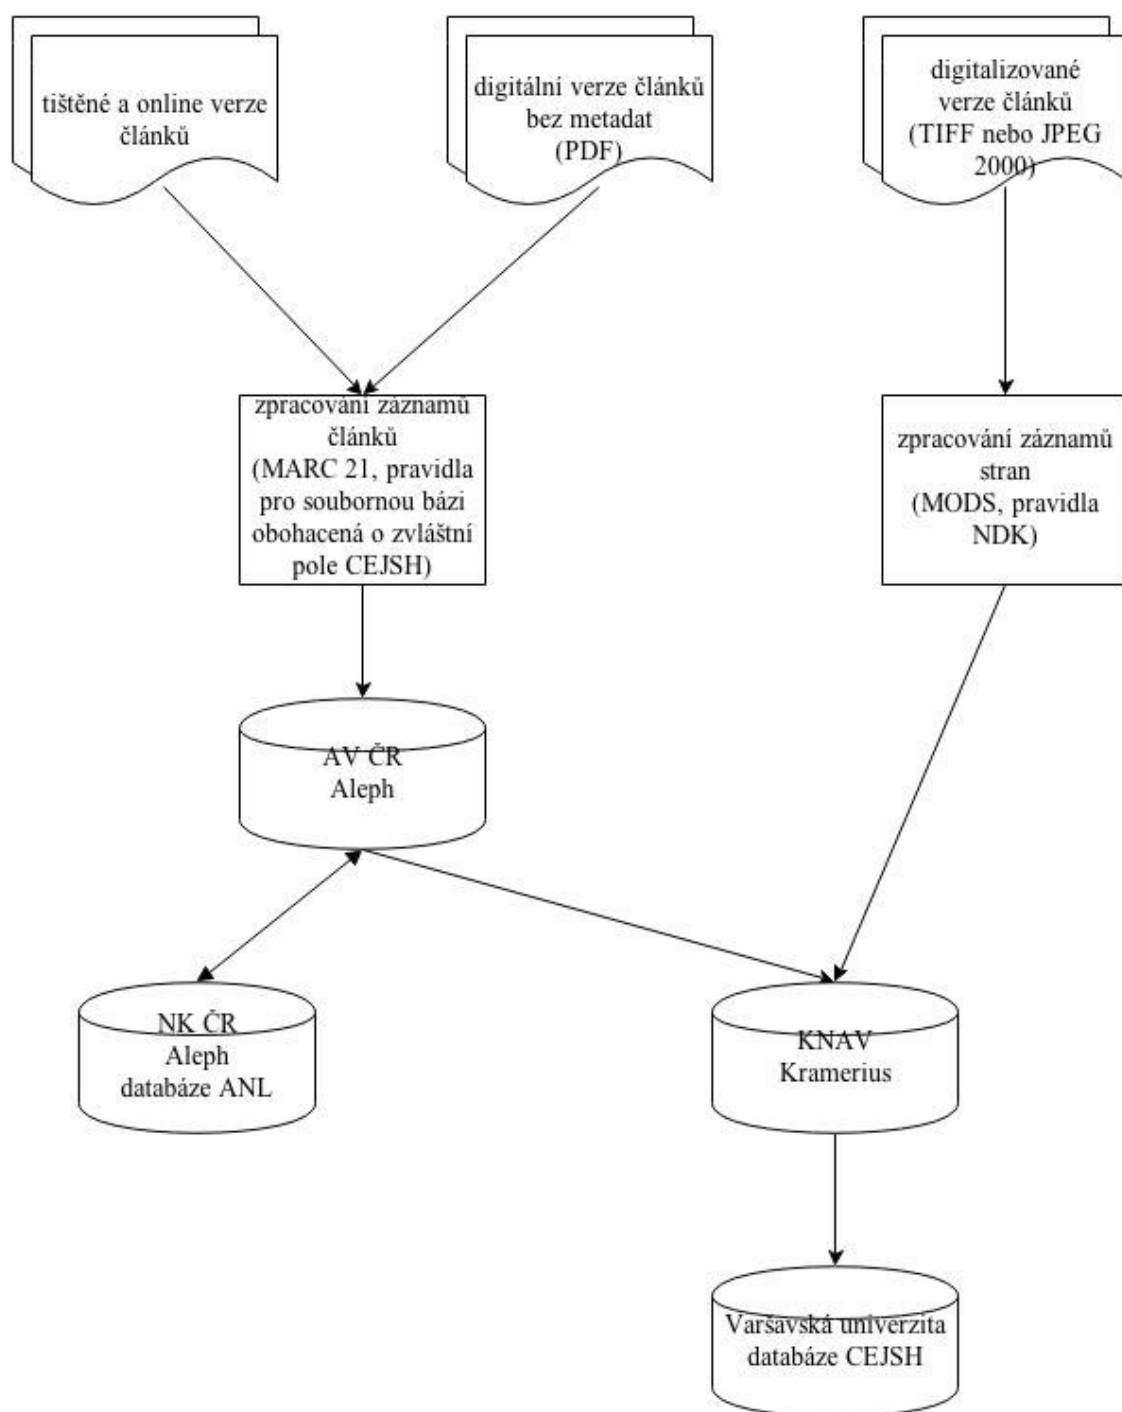 tištěné a online verze
článků
digitální verze článků
bez metadat
(PDF)
digitalizované
verze článků
(TIFF nebo JPEG
2000)
zpracování záznamů
článků
(MARC 21, pravidla
pro soubornou bázi
obohacená o zvláštní
pole CEJSH)
zpracování záznamů
stran
(MODS, pravidla
NDK)
AV ČR
Aleph
NK ČR
Aleph
databáze ANL
KNAV
Kramerius
Varšavská univerzita
databáze CEJSH